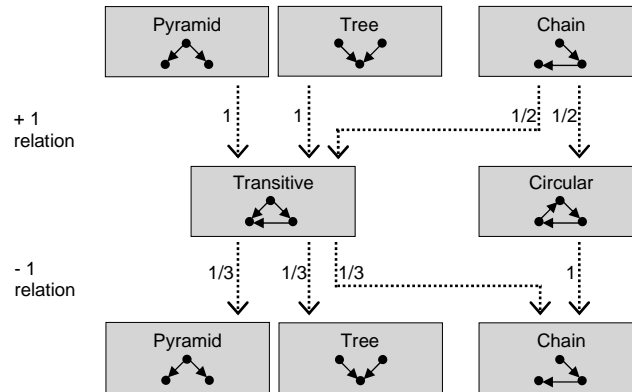 Pyramid
Tree
Chain
+ 1
relation
1
1
1/2
1/2
Transitive
Circular
- 1
relation
1/3
1/3
1/3
1
Pyramid
Tree
Chain